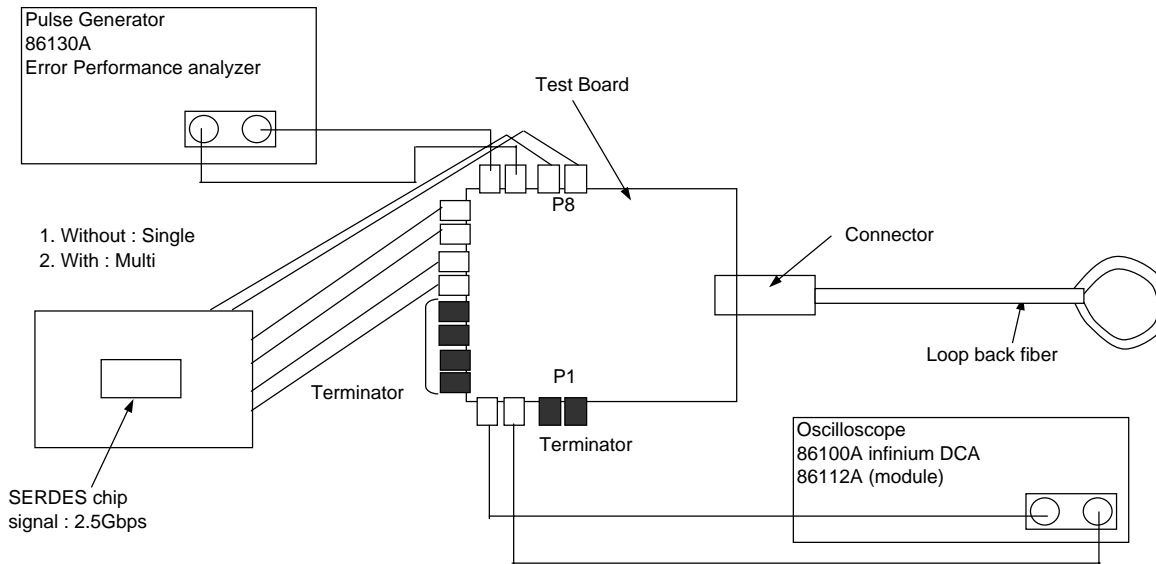 Pulse Generator
86130A
Error Performance analyzer
Test Board
P8
1. Without : Single
2. With : Multi
Connector
Loop back fiber
Terminator
P1
Terminator
Oscilloscope
86100A infinium DCA
86112A (module)
SERDES chip
signal : 2.5Gbps